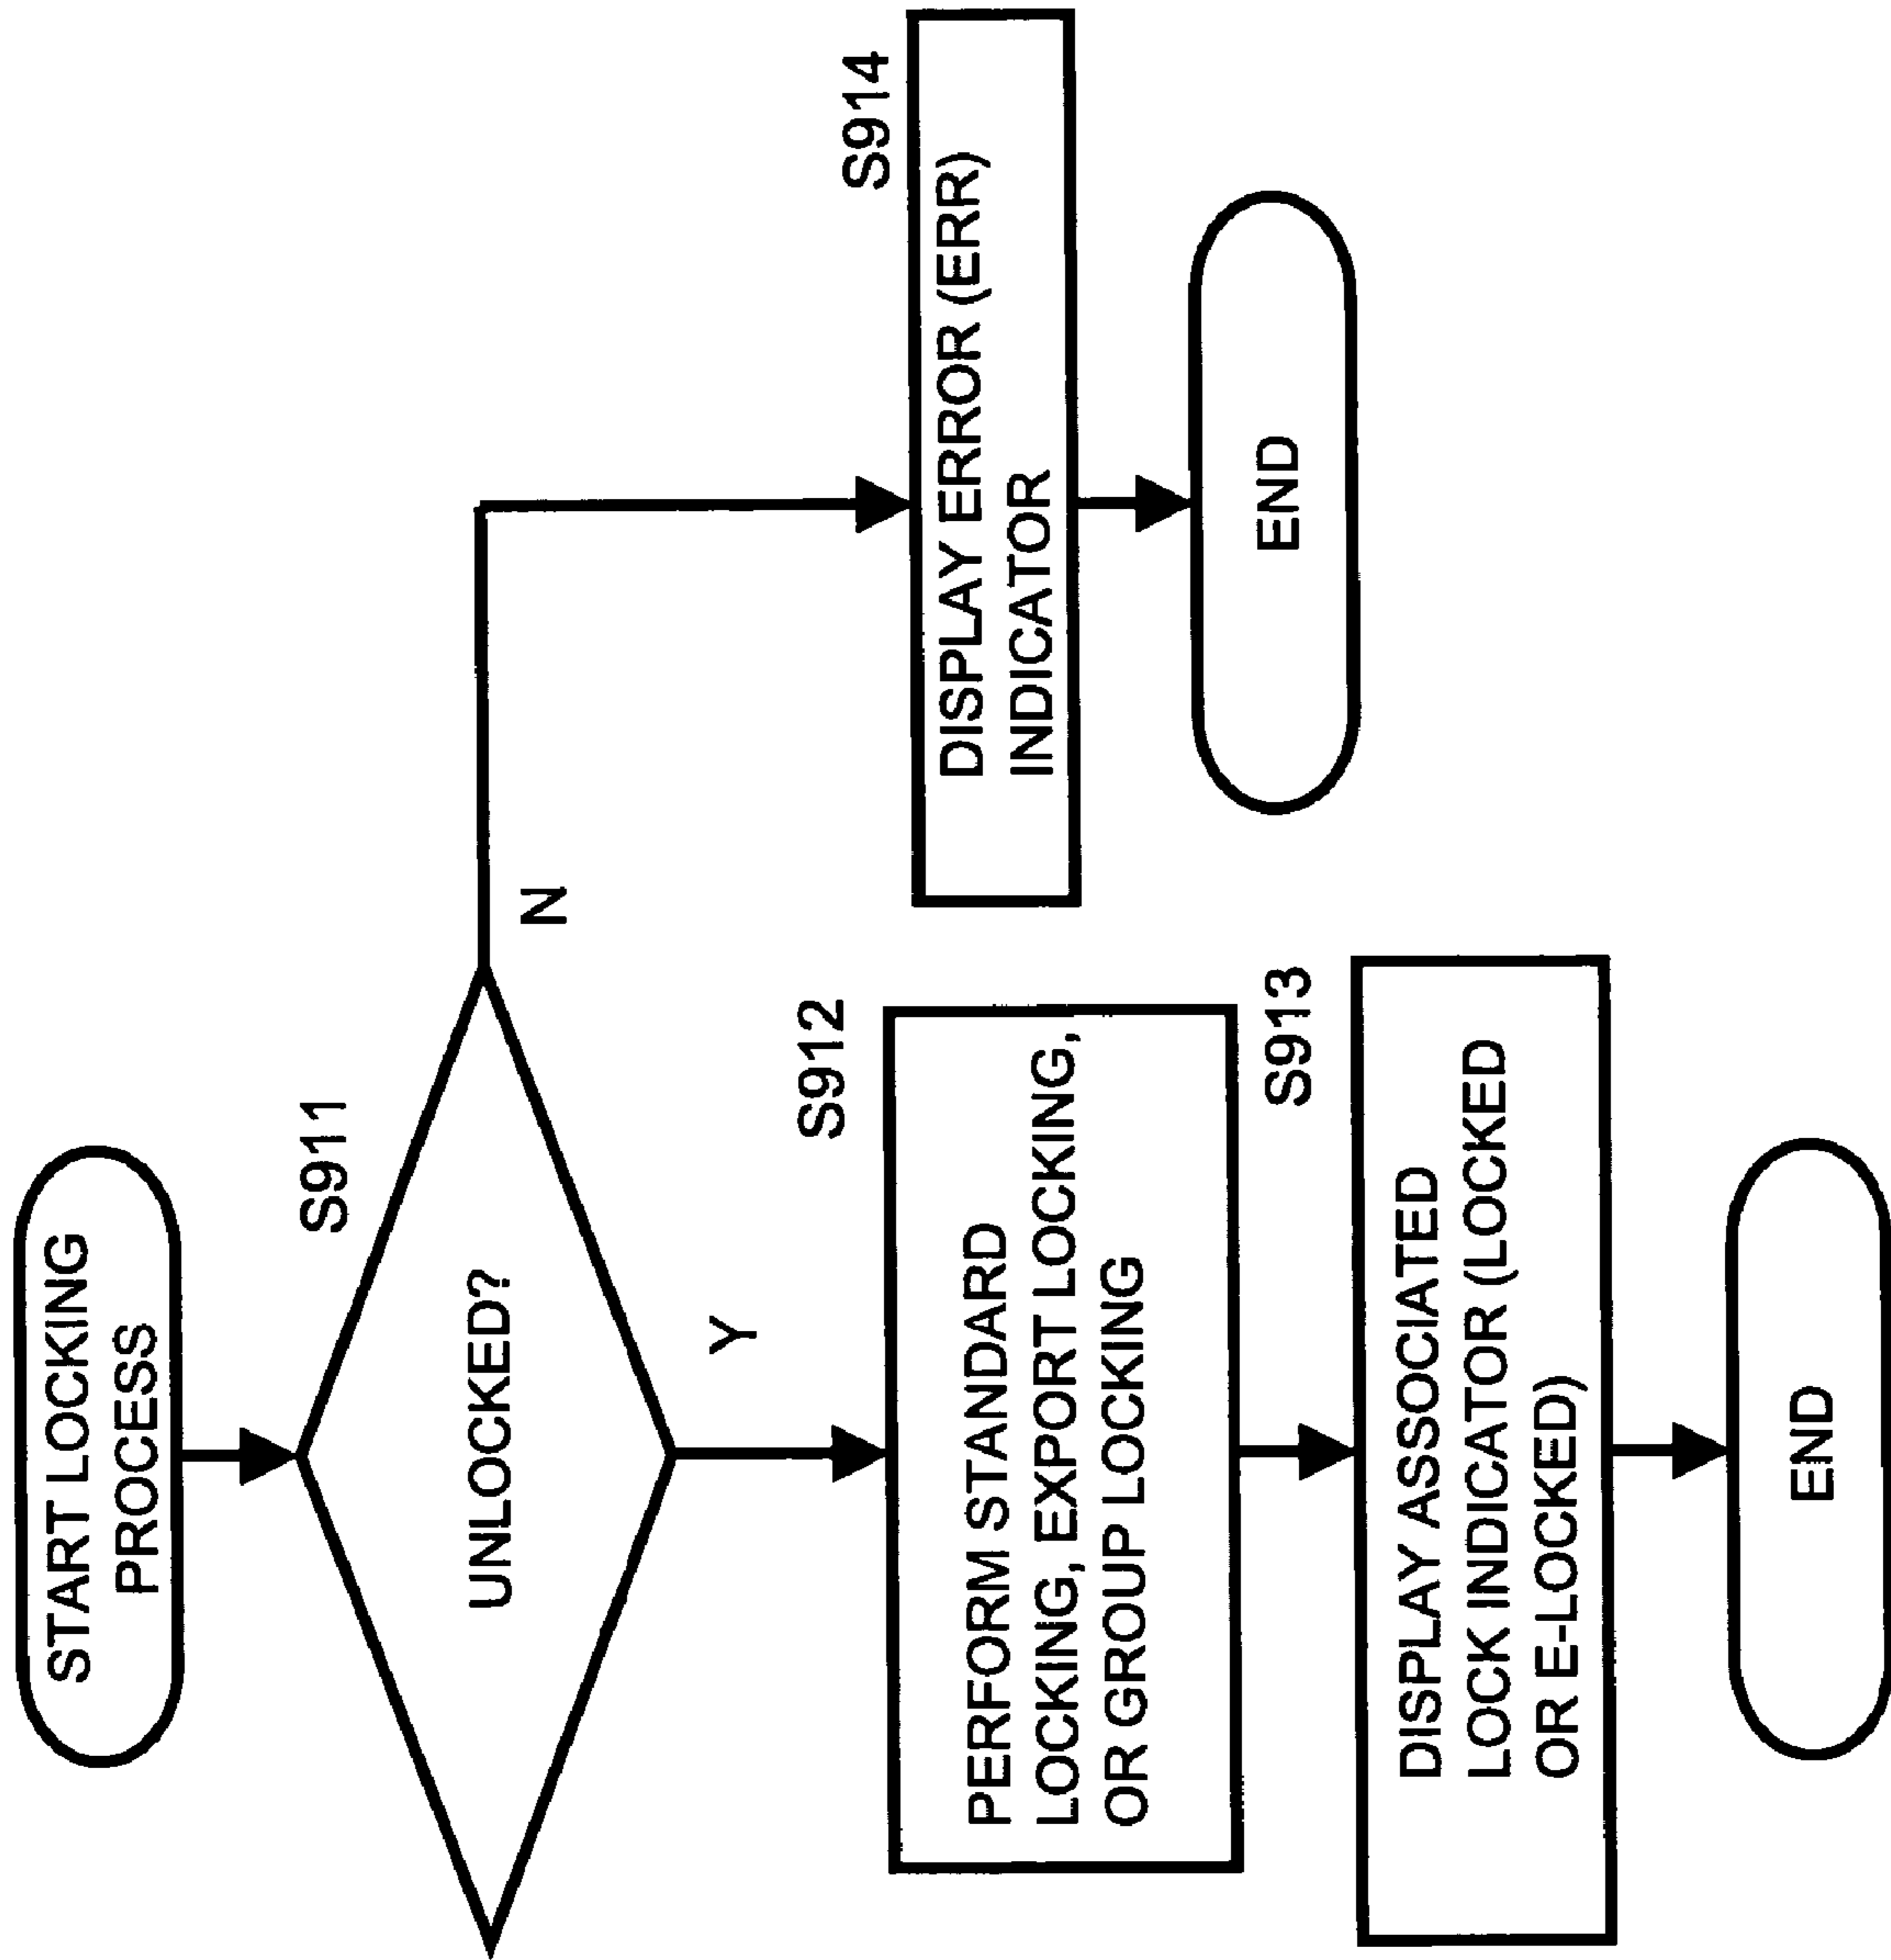 START LOCKING
PROCESS
S911
UNLOCKED?
N
Y
S912
PERFORM STANDARD
LOCKING, EXPORT LOCKING,
OR GROUP LOCKING
S913
DISPLAY ASSOCIATED
LOCK INDICATOR (LOCKED
OR E-LOCKED)
END
S914
DISPLAY ERROR (ERR)
INDICATOR
END